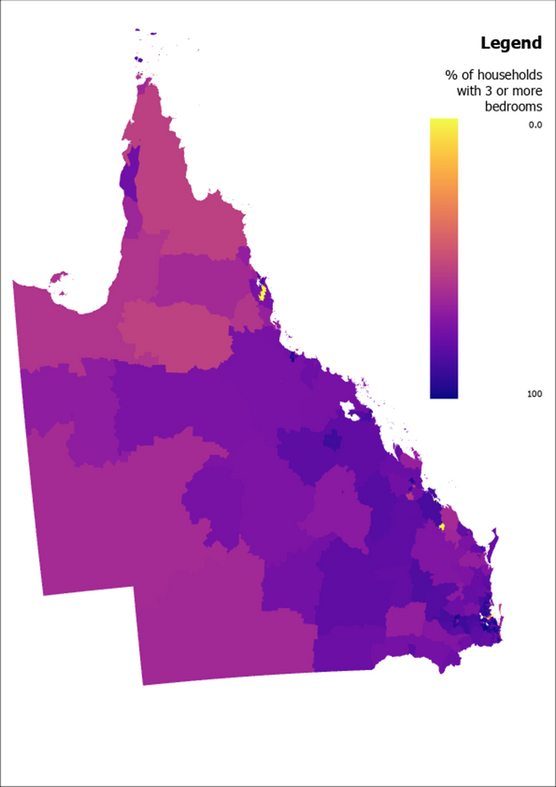 Legend
% of households
with 3 or more
bedrooms
0.0
100